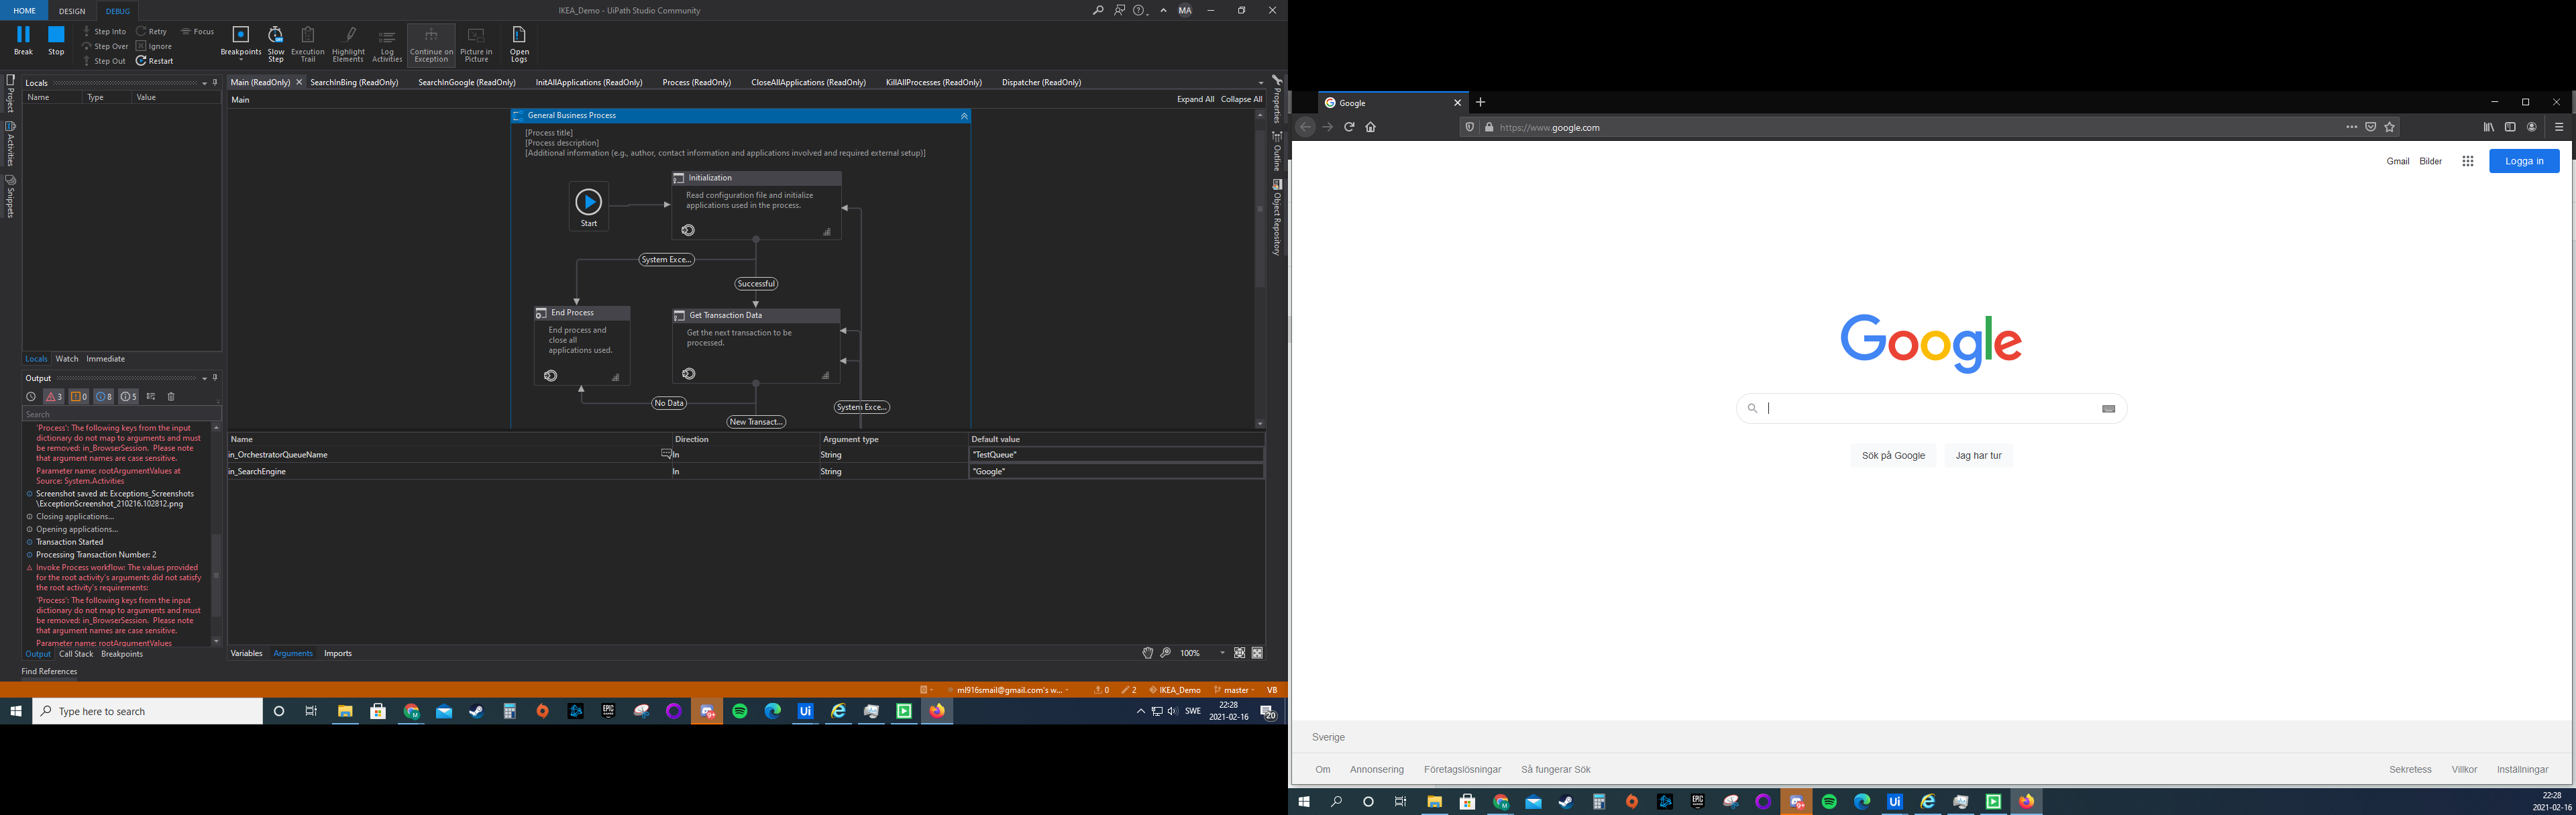 HOME
DESIGN
DEBUG
IKEA_Demo - UiPath Studio Community
MA
Break
Stop
Step Into
Step Over
Step Out
Retry
Ignore
Restart
Focus
Breakpoints
Slow
Step
Execution
Trail
Highlight
Elements
Log
Activities
Continue on
Exception
Picture in
Picture
Open
Logs
Project
Activities
Snippets
Locals
Name Type Value
Locals Watch Immediate
Output
3 0 8 5
Search
'Process': The following keys from the input
dictionary do not map to arguments and must
be removed: in_BrowserSession. Please note
that argument names are case sensitive.
Parameter name: rootArgumentValues at
Source: System.Activities
Screenshot saved at: Exceptions_Screenshots
\ExceptionScreenshot_210216.102812.png
Closing applications...
Opening applications...
Transaction Started
Processing Transaction Number: 2
Invoke Process workflow: The values provided
for the root activity's arguments did not satisfy
the root activity's requirements:
'Process': The following keys from the input
dictionary do not map to arguments and must
be removed: in_BrowserSession. Please note
that argument names are case sensitive.
Parameter name: rootArgumentValues
Output Call Stack Breakpoints
Find References
Main (ReadOnly)
SearchInBing (ReadOnly)
SearchInGoogle (ReadOnly)
InitAllApplications (ReadOnly)
Process (ReadOnly)
CloseAllApplications (ReadOnly)
KillAllProcesses (ReadOnly)
Dispatcher (ReadOnly)
Main
Expand All Collapse All
General Business Process
[Process title]
[Process description]
[Additional information (e.g., author, contact information and applications involved and required external setup)]
Start
Initialization
Read configuration file and initialize
applications used in the process.
System Exce...
Successful
End Process
End process and
close all
applications used.
Get Transaction Data
Get the next transaction to be
processed.
No Data
System Exce...
New Transact...
Name Direction Argument type Default value
in_OrchestratorQueueName In String "TestQueue"
in_SearchEngine In String "Google"
Variables Arguments Imports
100%
Properties
Outline
Object Repository
ml916smail@gmail.com's w...
0
2
IKEA_Demo
master
VB
Type here to search
SWE
22:28
2021-02-16
20
Google
https://www.google.com
Gmail Bilder
Logga in
Google
Sök på Google
Jag har tur
Sverige
Om Annonsering Företagslösningar Så fungerar Sök
Sekretess Villkor Inställningar
22:28
2021-02-16